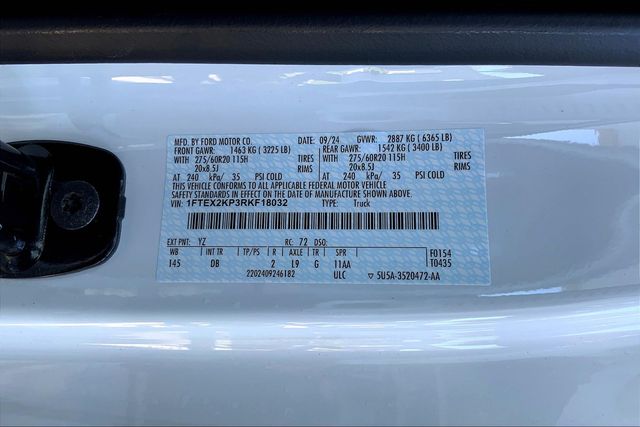 MFD. BY FORD MOTOR CO. DATE: 09/24 GVWR: 2887 KG ( 6365 LB)
FRONT GAWR: 1463 KG ( 3225 LB) REAR GAWR: 1542 KG ( 3400 LB)
WITH 275/60R20 115H TIRES WITH 275/60R20 115H TIRES
20x8.5J RIMS 20x8.5J RIMS
AT 240 kPa/ 35 PSI COLD AT 240 kPa/ 35 PSI COLD
THIS VEHICLE CONFORMS TO ALL APPLICABLE FEDERAL MOTOR VEHICLE
SAFETY STANDARDS IN EFFECT ON THE DATE OF MANUFACTURE SHOWN ABOVE.
VIN: 1FTEX2KP3RKF18032 TYPE: Truck
EXT PNT: YZ RC: 72 DSO:
WB INT TR TP/PS R AXLE TR SPR F0154
145 DB 2 L9 G 11AA T0435
2202409246182 ULC 5U5A-3520472-AA